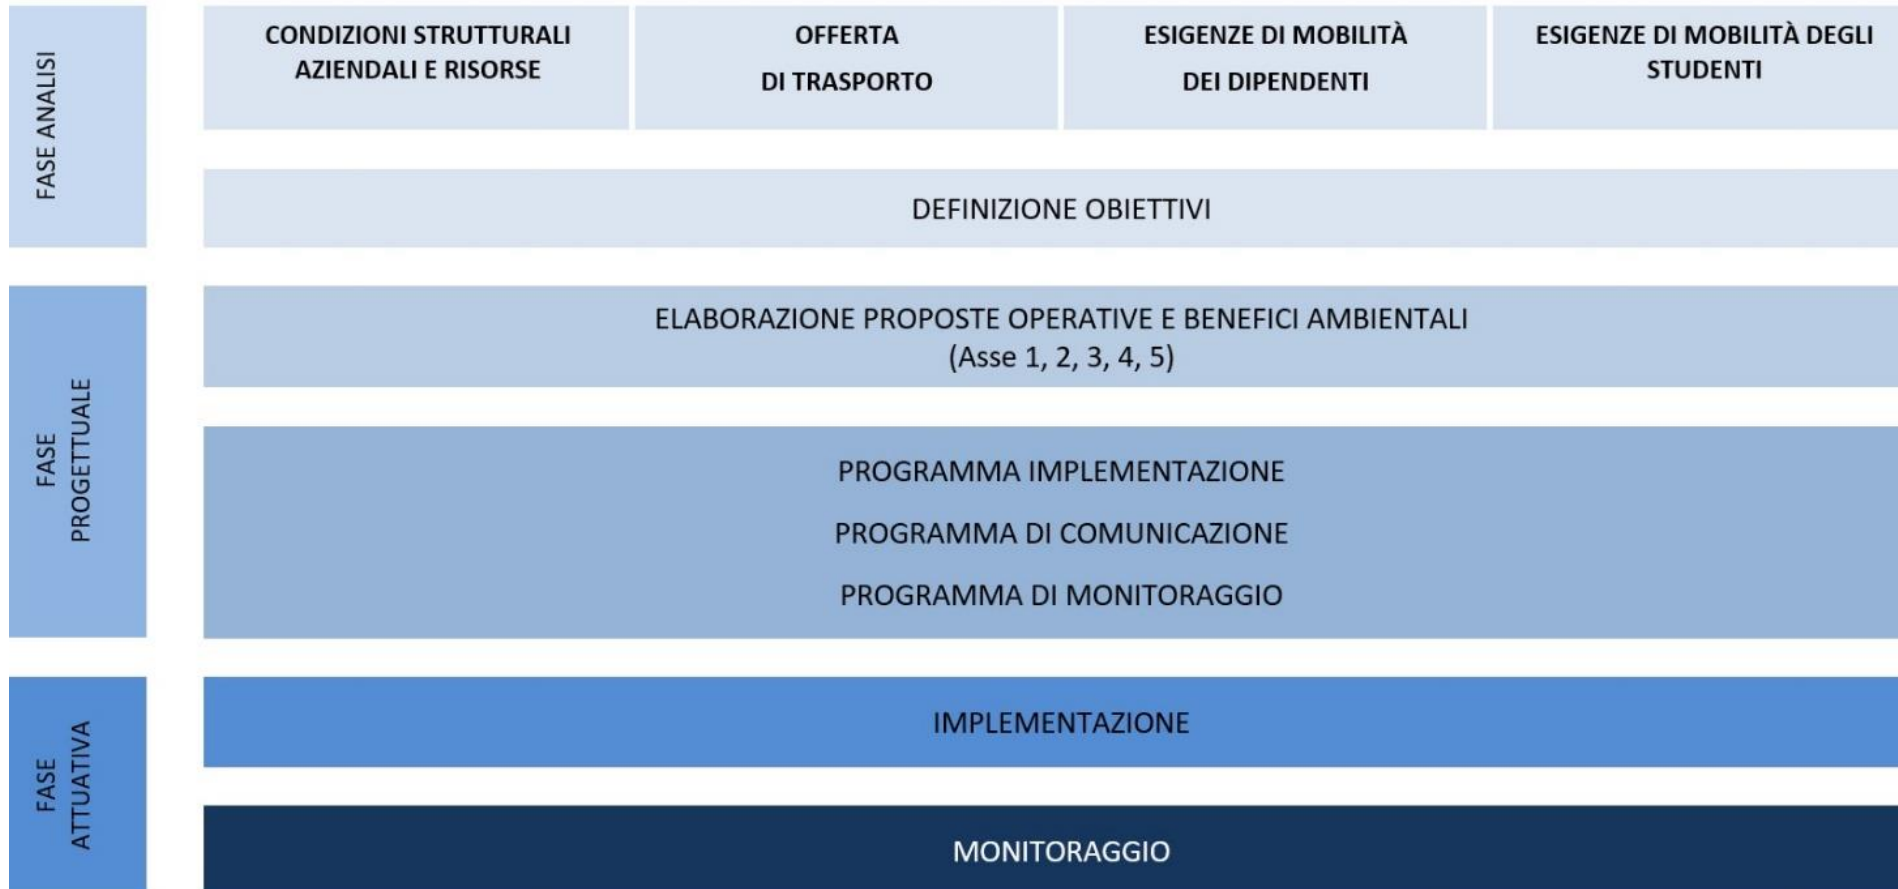 FASE ANALISI
CONDIZIONI STRUTTURALI
AZIENDALI E RISORSE
OFFERTA
DI TRASPORTO
ESIGENZE DI MOBILITÀ
DEI DIPENDENTI
ESIGENZE DI MOBILITÀ DEGLI
STUDENTI
DEFINIZIONE OBIETTIVI
FASE
PROGETTUALE
ELABORAZIONE PROPOSTE OPERATIVE E BENEFICI AMBIENTALI
(Asse 1, 2, 3, 4, 5)
PROGRAMMA IMPLEMENTAZIONE
PROGRAMMA DI COMUNICAZIONE
PROGRAMMA DI MONITORAGGIO
FASE
ATTUATIVA
IMPLEMENTAZIONE
MONITORAGGIO